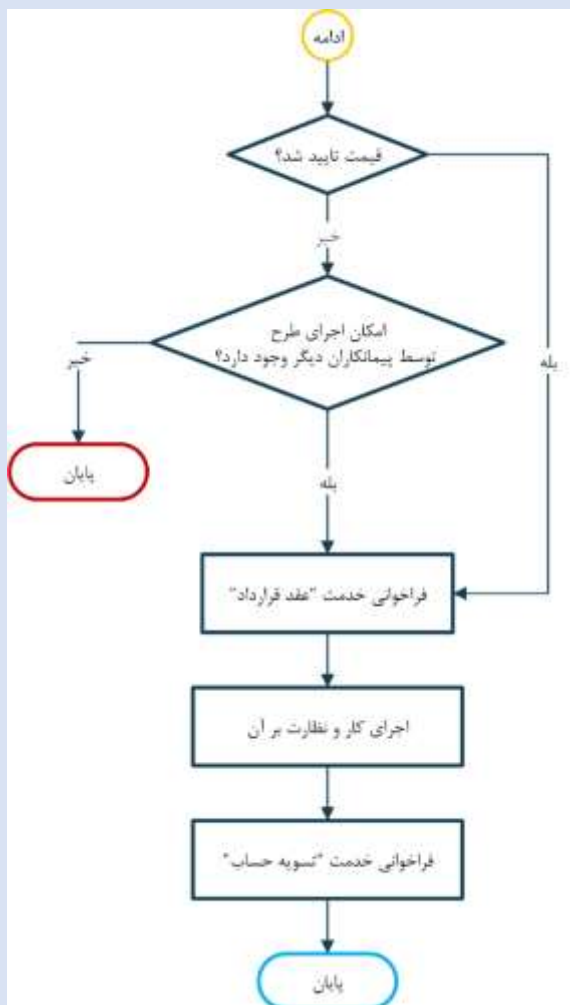 ادامه
قیمت تایید شد؟
خیر
امکان اجرای طرح
توسط پیمانکاران دیگر وجود دارد؟
خیر
بله
پایان
بله
فراخوانی خدمت "عقد قرارداد"
اجرای کار و نظارت بر آن
فراخوانی خدمت "تسویه حساب"
پایان